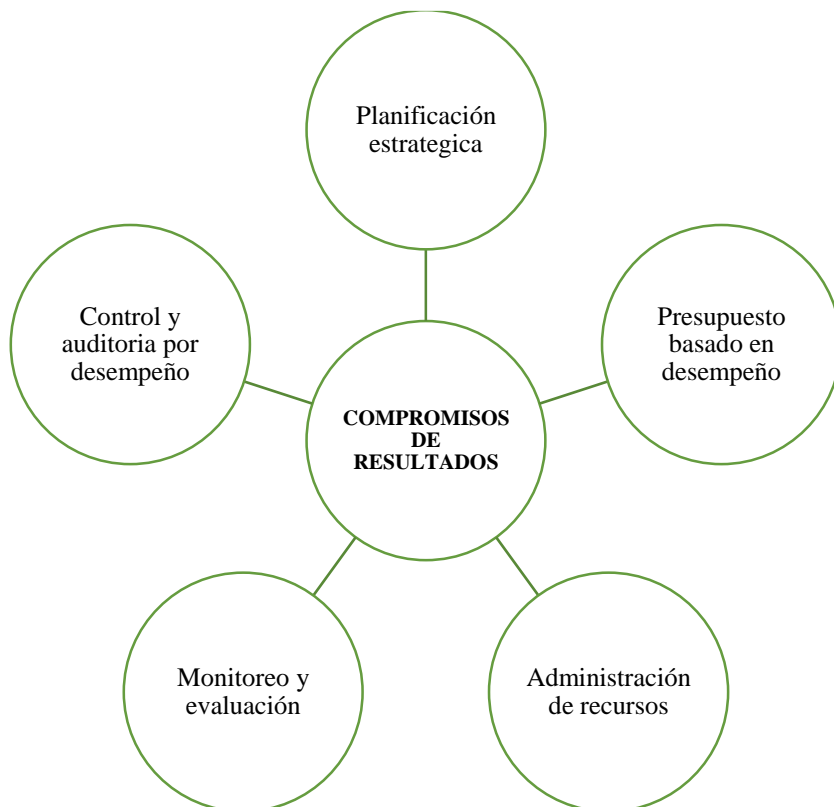 Planificación
estrategica
Control y
auditoria por
desempeño
Presupuesto
basado en
desempeño
COMPROMISOS
DE
RESULTADOS
Monitoreo y
evaluación
Administración
de recursos